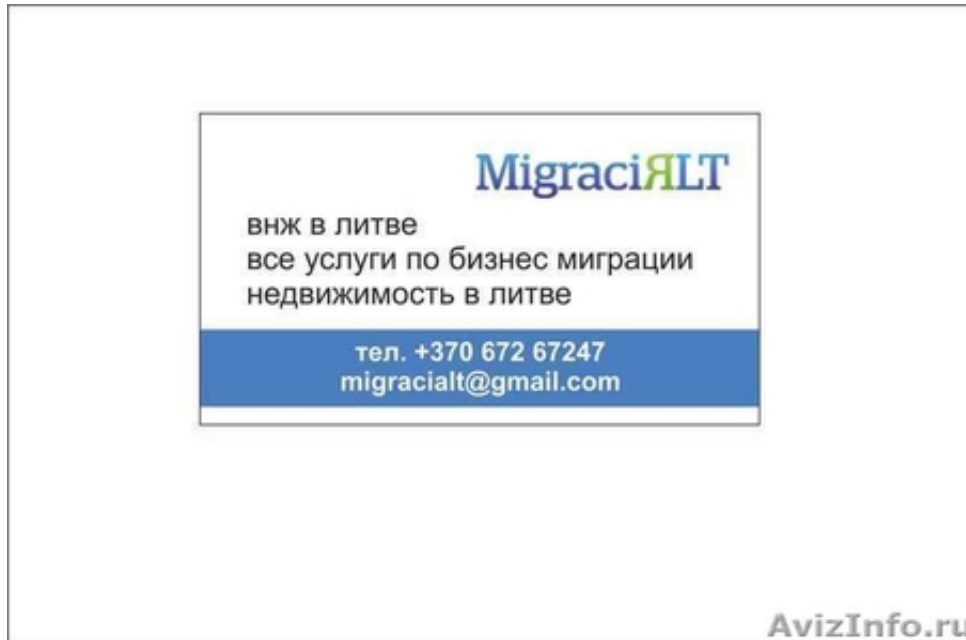 MigraciЯLT
внж в литве
все услуги по бизнес миграции
недвижимость в литве
тел. +370 672 67247
migracialt@gmail.com
AvizInfo.ru